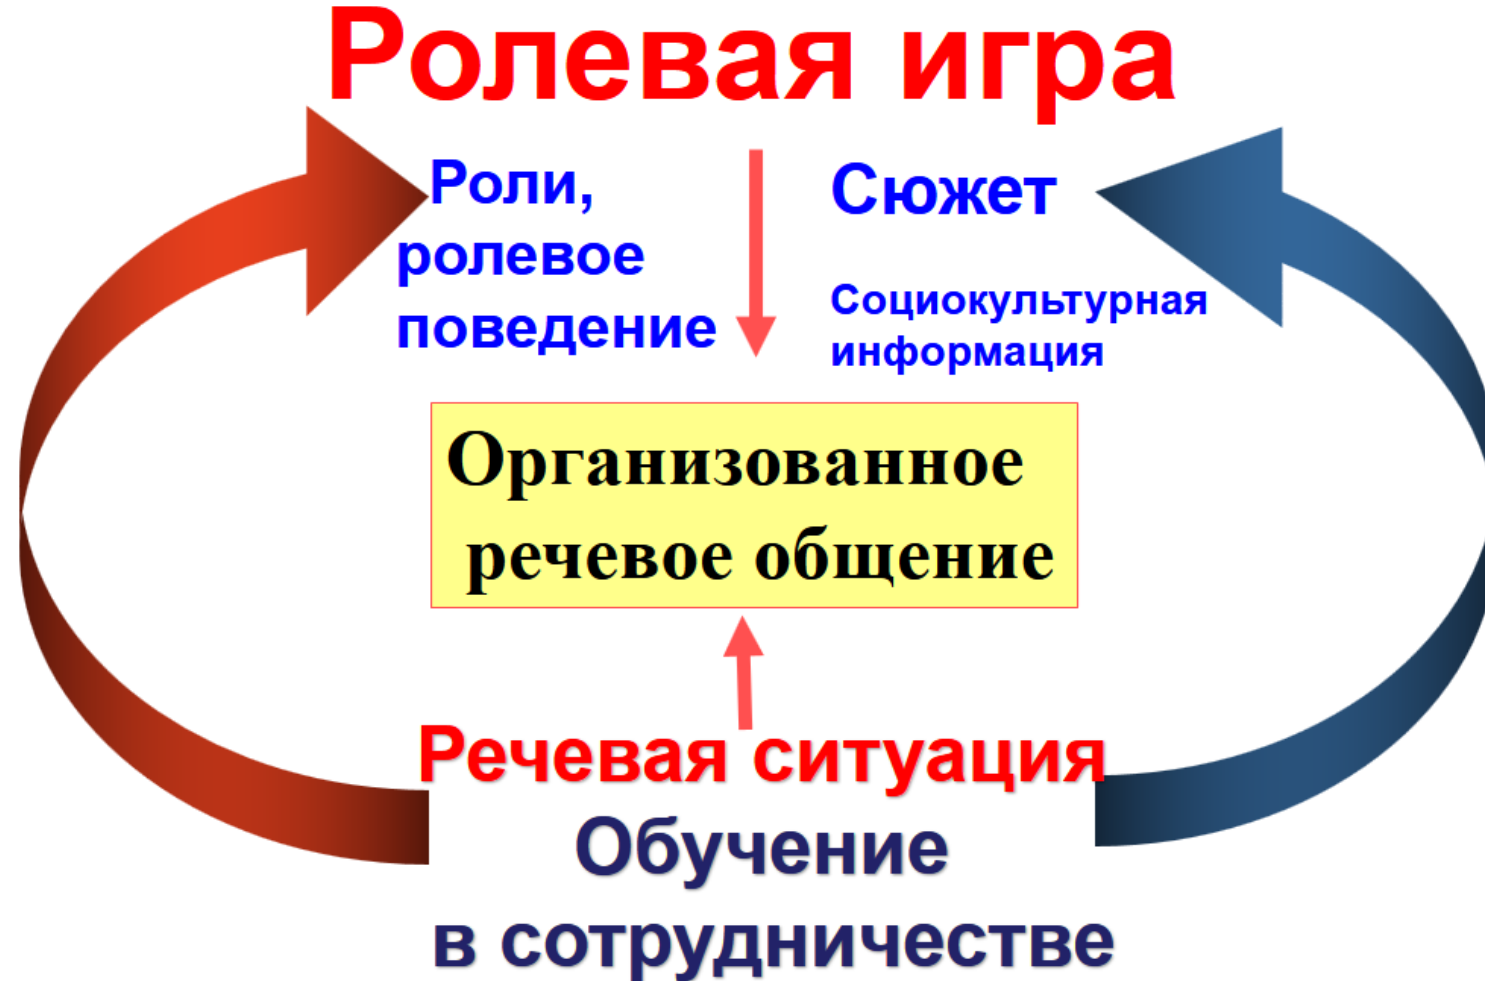 Ролевая игра
Роли,
ролевое
поведение
Сюжет
Социокультурная
информация
Организованное
речевое общение
Речевая ситуация
Обучение
в сотрудничестве